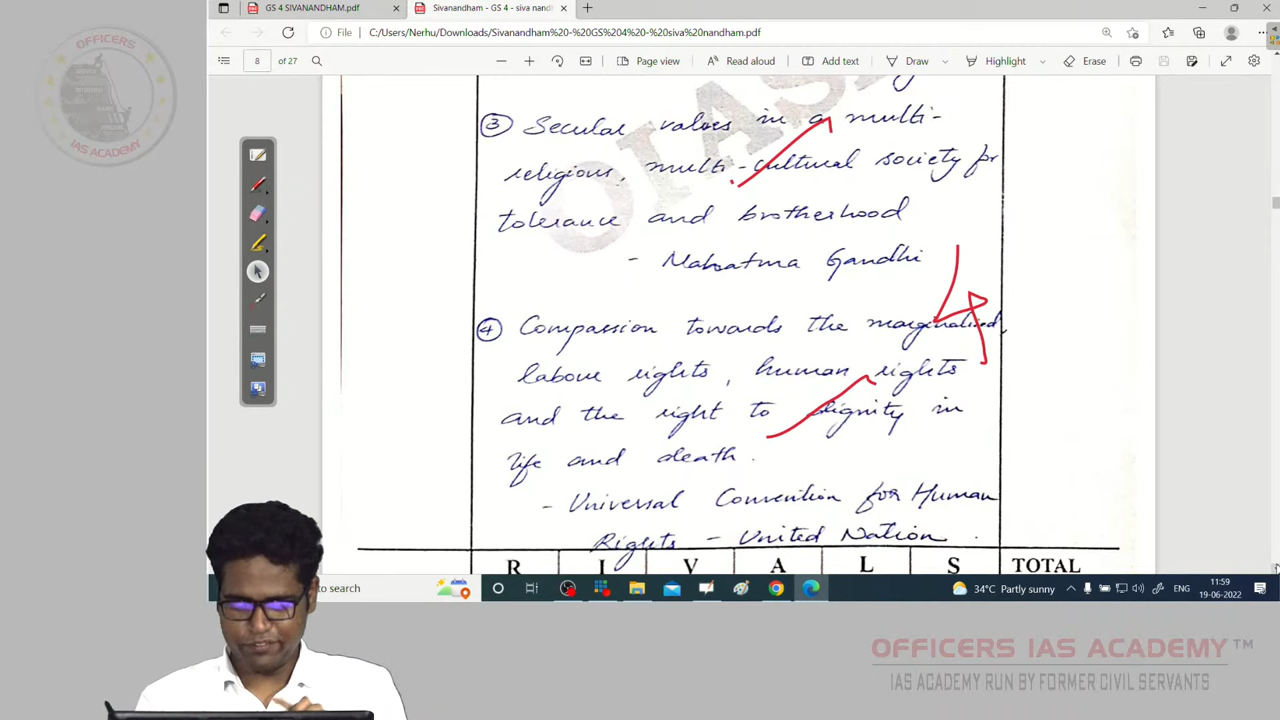 OFFICERS
IAS ACADEMY
GS 4 SIVANANDHAM.pdf
Sivanandham - GS 4 - siva nandh
File
C:/Users/Nerhu/Downloads/Sivanandham%20-%20GS%204%20-%20siva%20nandham.pdf
8 of 27
Page view
Read aloud
Add text
Draw
Highlight
Erase
OIAS
③ Secular values in a multi-
religious, multi-cultural society for
tolerance and brotherhood
- Mahatma Gandhi
④ Compassion towards the marginalised,
labour rights, human rights
and the right to dignity in
life and death.
- Universal Convention for Human
Rights - United Nation
R I V A L S TOTAL
to search
34°C Partly sunny
ENG
11:59
19-06-2022
OFFICERS IAS ACADEMY™
IAS ACADEMY RUN BY FORMER CIVIL SERVANTS